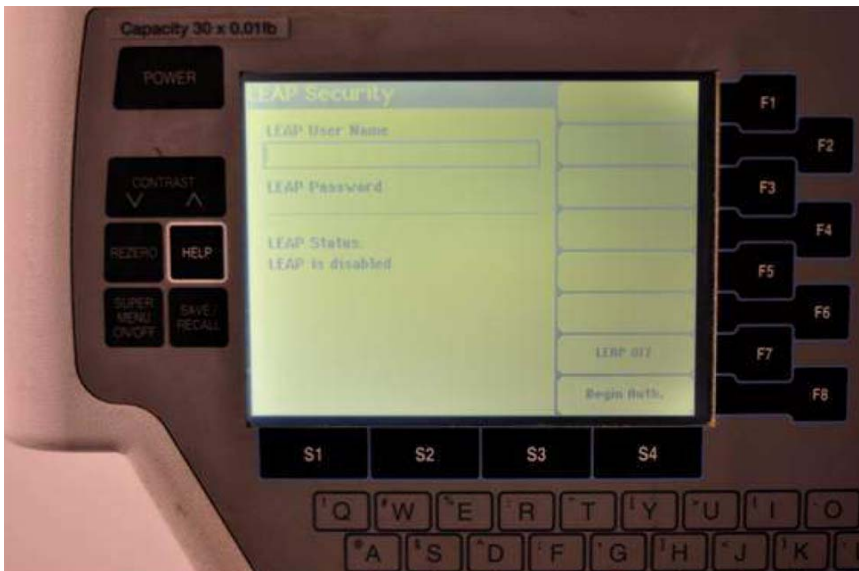 Capacity 30 x 0.01lb
POWER
LEAP Security
F1
LEAP User Name
F2
CONTRAST
LEAP Password
F3
REZERO HELP
LEAP Status:
F4
LEAP is disabled
F5
SUPER MENU ON/OFF
SAVE / RECALL
F6
LEAP Off
F7
Begin Auth.
F8
S1 S2 S3 S4
Q W E R T Y U I O
A S D F G H J K